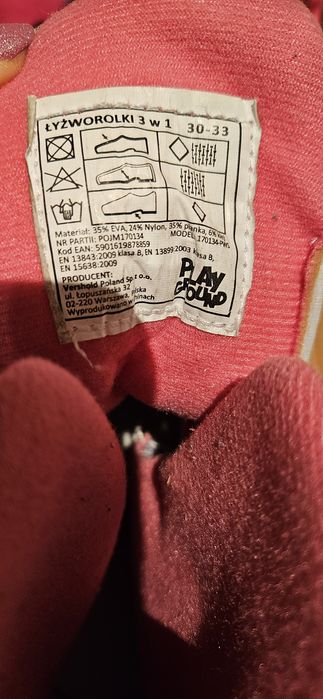 ŁYŻWOROLKI 3 w 1 30-33
Materiał: 35% EVA, 24% Nylon, 35% pianka, 6%
NR PARTII: POJM170134 MODEL: 170134-
Kod EAN: 5901619878859
EN 13843:2009 klasa B, EN 13899:2003 klasa B,
EN 15638:2009
PRODUCENT:
Vershold Poland Sp z o.o.
ul. Łopuszańska 32
02-220 Warszawa,
Wyprodukowano w
PLAY
GROUND